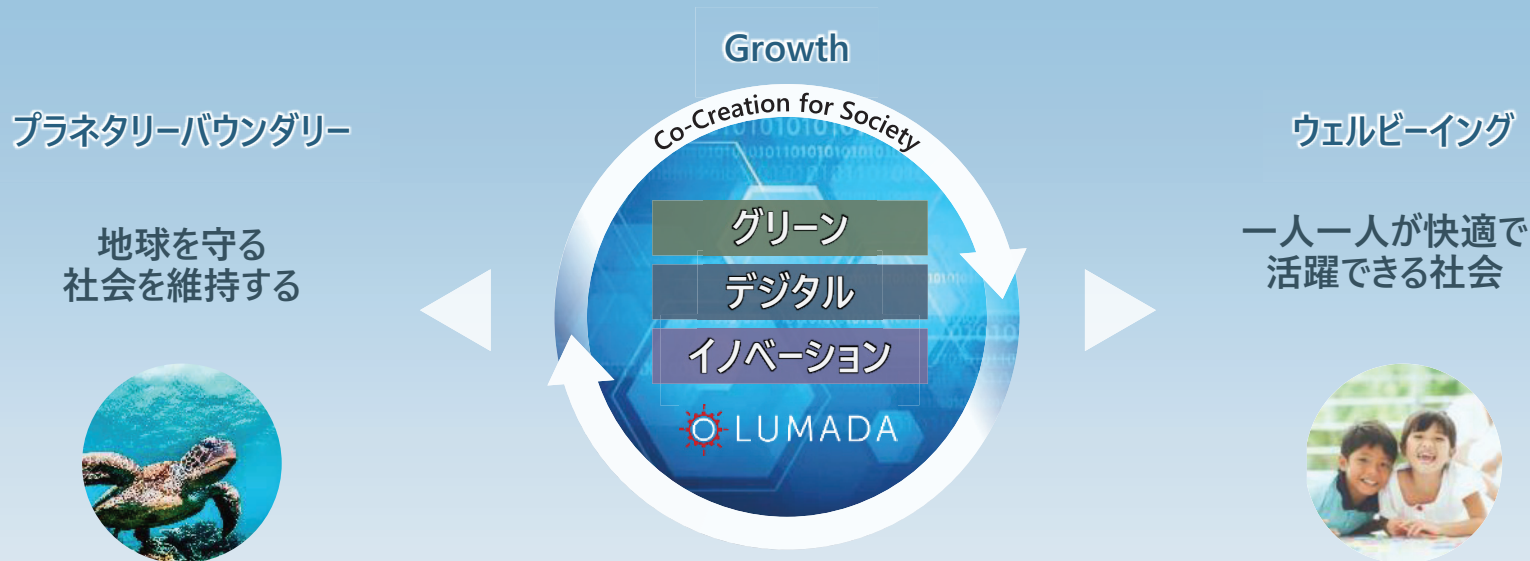 Growth
Co-Creation for Society
プラネタリーバウンダリー
地球を守る
社会を維持する
グリーン
デジタル
イノベーション
LUMADA
ウェルビーイング
一人一人が快適で
活躍できる社会